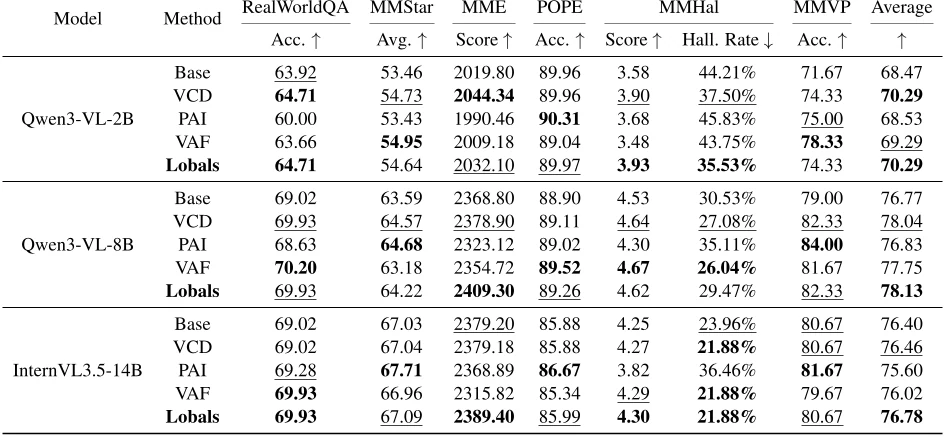 Model Method RealWorldQA MMStar MME POPE MMHal MMVP Average
Acc. ↑ Avg. ↑ Score ↑ Acc. ↑ Score ↑ Hall. Rate ↓ Acc. ↑ ↑
Qwen3-VL-2B
Base 63.92 53.46 2019.80 89.96 3.58 44.21% 71.67 68.47
VCD 64.71 54.73 2044.34 89.96 3.90 37.50% 74.33 70.29
PAI 60.00 53.43 1990.46 90.31 3.68 45.83% 75.00 68.53
VAF 63.66 54.95 2009.18 89.04 3.48 43.75% 78.33 69.29
Lobals 64.71 54.64 2032.10 89.97 3.93 35.53% 74.33 70.29
Qwen3-VL-8B
Base 69.02 63.59 2368.80 88.90 4.53 30.53% 79.00 76.77
VCD 69.93 64.57 2378.90 89.11 4.64 27.08% 82.33 78.04
PAI 68.63 64.68 2323.12 89.02 4.30 35.11% 84.00 76.83
VAF 70.20 63.18 2354.72 89.52 4.67 26.04% 81.67 77.75
Lobals 69.93 64.22 2409.30 89.26 4.62 29.47% 82.33 78.13
InternVL3.5-14B
Base 69.02 67.03 2379.20 85.88 4.25 23.96% 80.67 76.40
VCD 69.02 67.04 2379.18 85.88 4.27 21.88% 80.67 76.46
PAI 69.28 67.71 2368.89 86.67 3.82 36.46% 81.67 75.60
VAF 69.93 66.96 2315.82 85.34 4.29 21.88% 79.67 76.02
Lobals 69.93 67.09 2389.40 85.99 4.30 21.88% 80.67 76.78